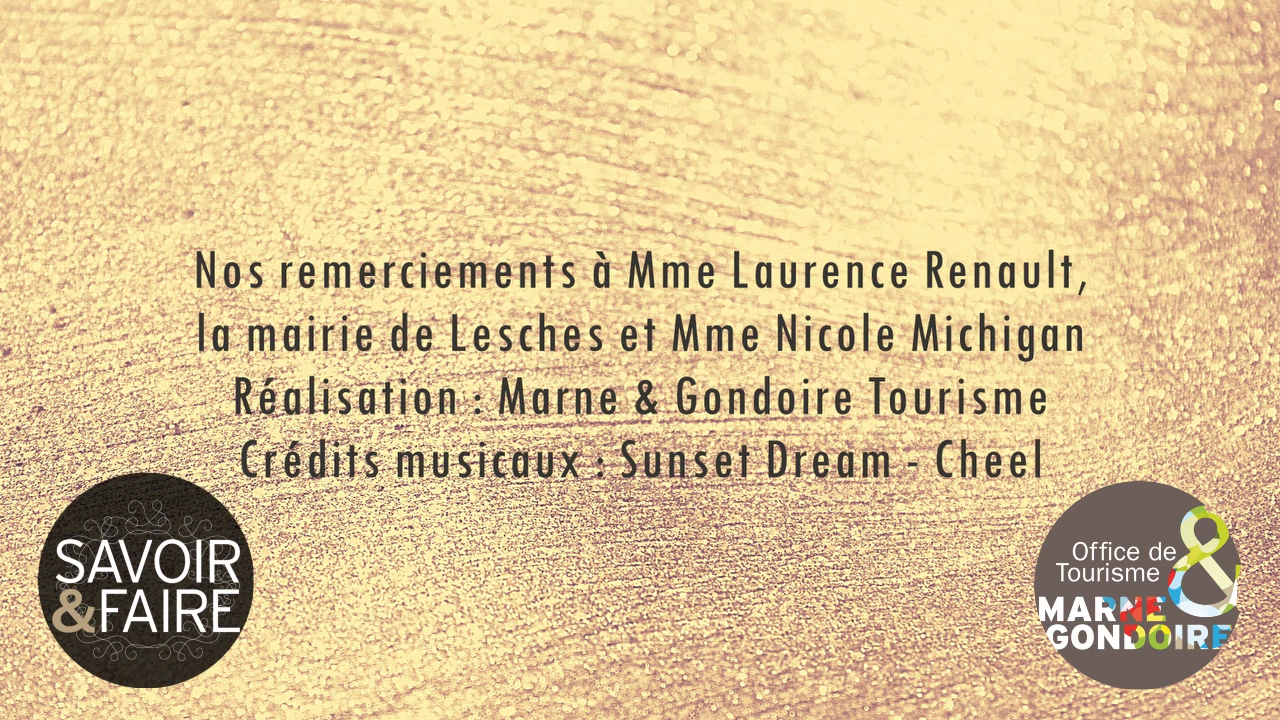 Nos remerciements à Mme Laurence Renault,
la mairie de Lesches et Mme Nicole Michigan
Réalisation : Marne & Gondoire Tourisme
Crédits musicaux : Sunset Dream - Cheel
SAVOIR
&FAIRE
Office de
Tourisme &
MARNE
GONDOIRE